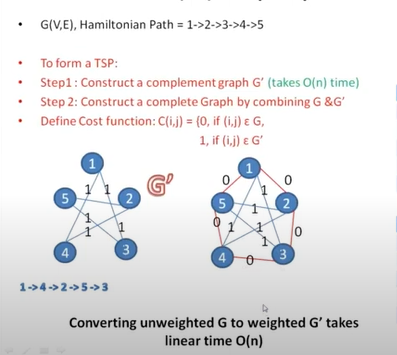 • G(V,E), Hamiltonian Path = 1->2->3->4->5
• To form a TSP:
• Step1 : Construct a complement graph G' (takes O(n) time)
• Step 2: Construct a complete Graph by combining G &G'
• Define Cost function: C(i,j) = {0, if (i,j) ε G,
1, if (i,j) ε G'
1
G'
1
0
0
5
1
1
2
5
1
2
1
1
1
0
1
1
1
0
1
4
3
4
0
3
1->4->2->5->3
Converting unweighted G to weighted G' takes
linear time O(n)